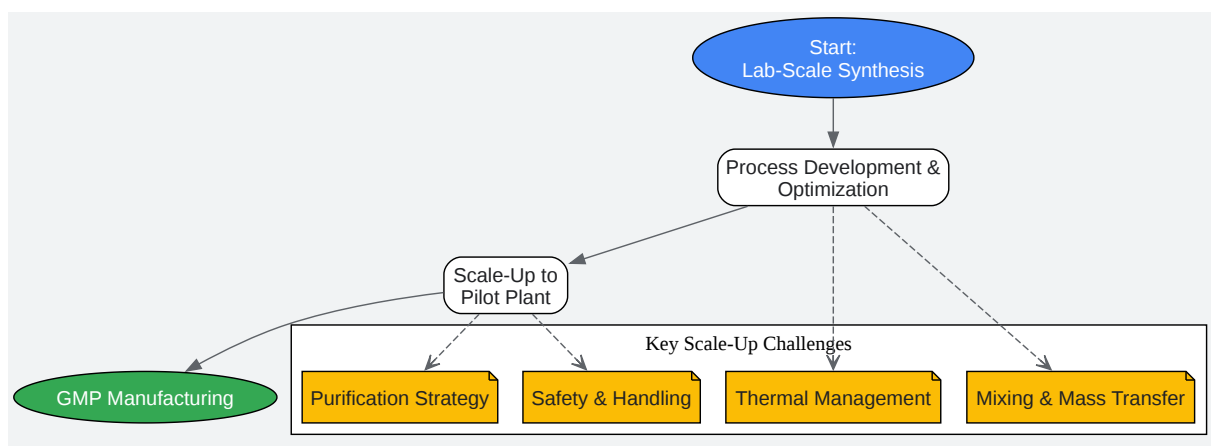 Start:
Lab-Scale Synthesis
Process Development &
Optimization
Scale-Up to
Pilot Plant
Key Scale-Up Challenges
GMP Manufacturing
Purification Strategy
Safety & Handling
Thermal Management
Mixing & Mass Transfer